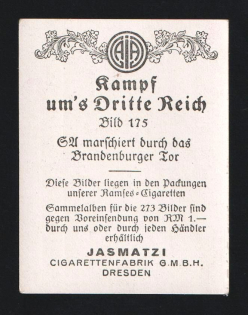 Kampf
um's Dritte Reich
Bild 175
SA marschiert durch das
Brandenburger Tor
Diese Bilder liegen in den Packungen
unserer Ramses-Cigaretten
Sammelalben für die 273 Bilder sind
gegen Voreinsendung von RM 1.—
durch uns oder durch jeden Händler
erhältlich
JASMATZI
CIGARETTENFABRIK G.M.B.H.
DRESDEN